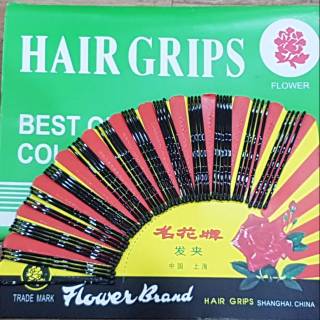 HAIR GRIPS
FLOWER
BEST
COL
名花牌
发夹
中国 上海
TRADE MARK
Flower Brand
HAIR GRIPS SHANGHAI. CHINA